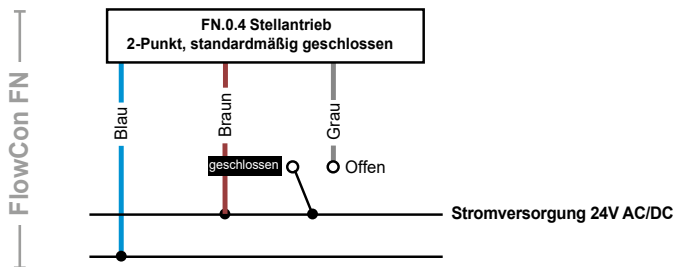 FN.0.4 Stellantrieb
2-Punkt, standardmäßig geschlossen
FlowCon FN
Blau
Braun
Grau
geschlossen
Offen
Stromversorgung 24V AC/DC